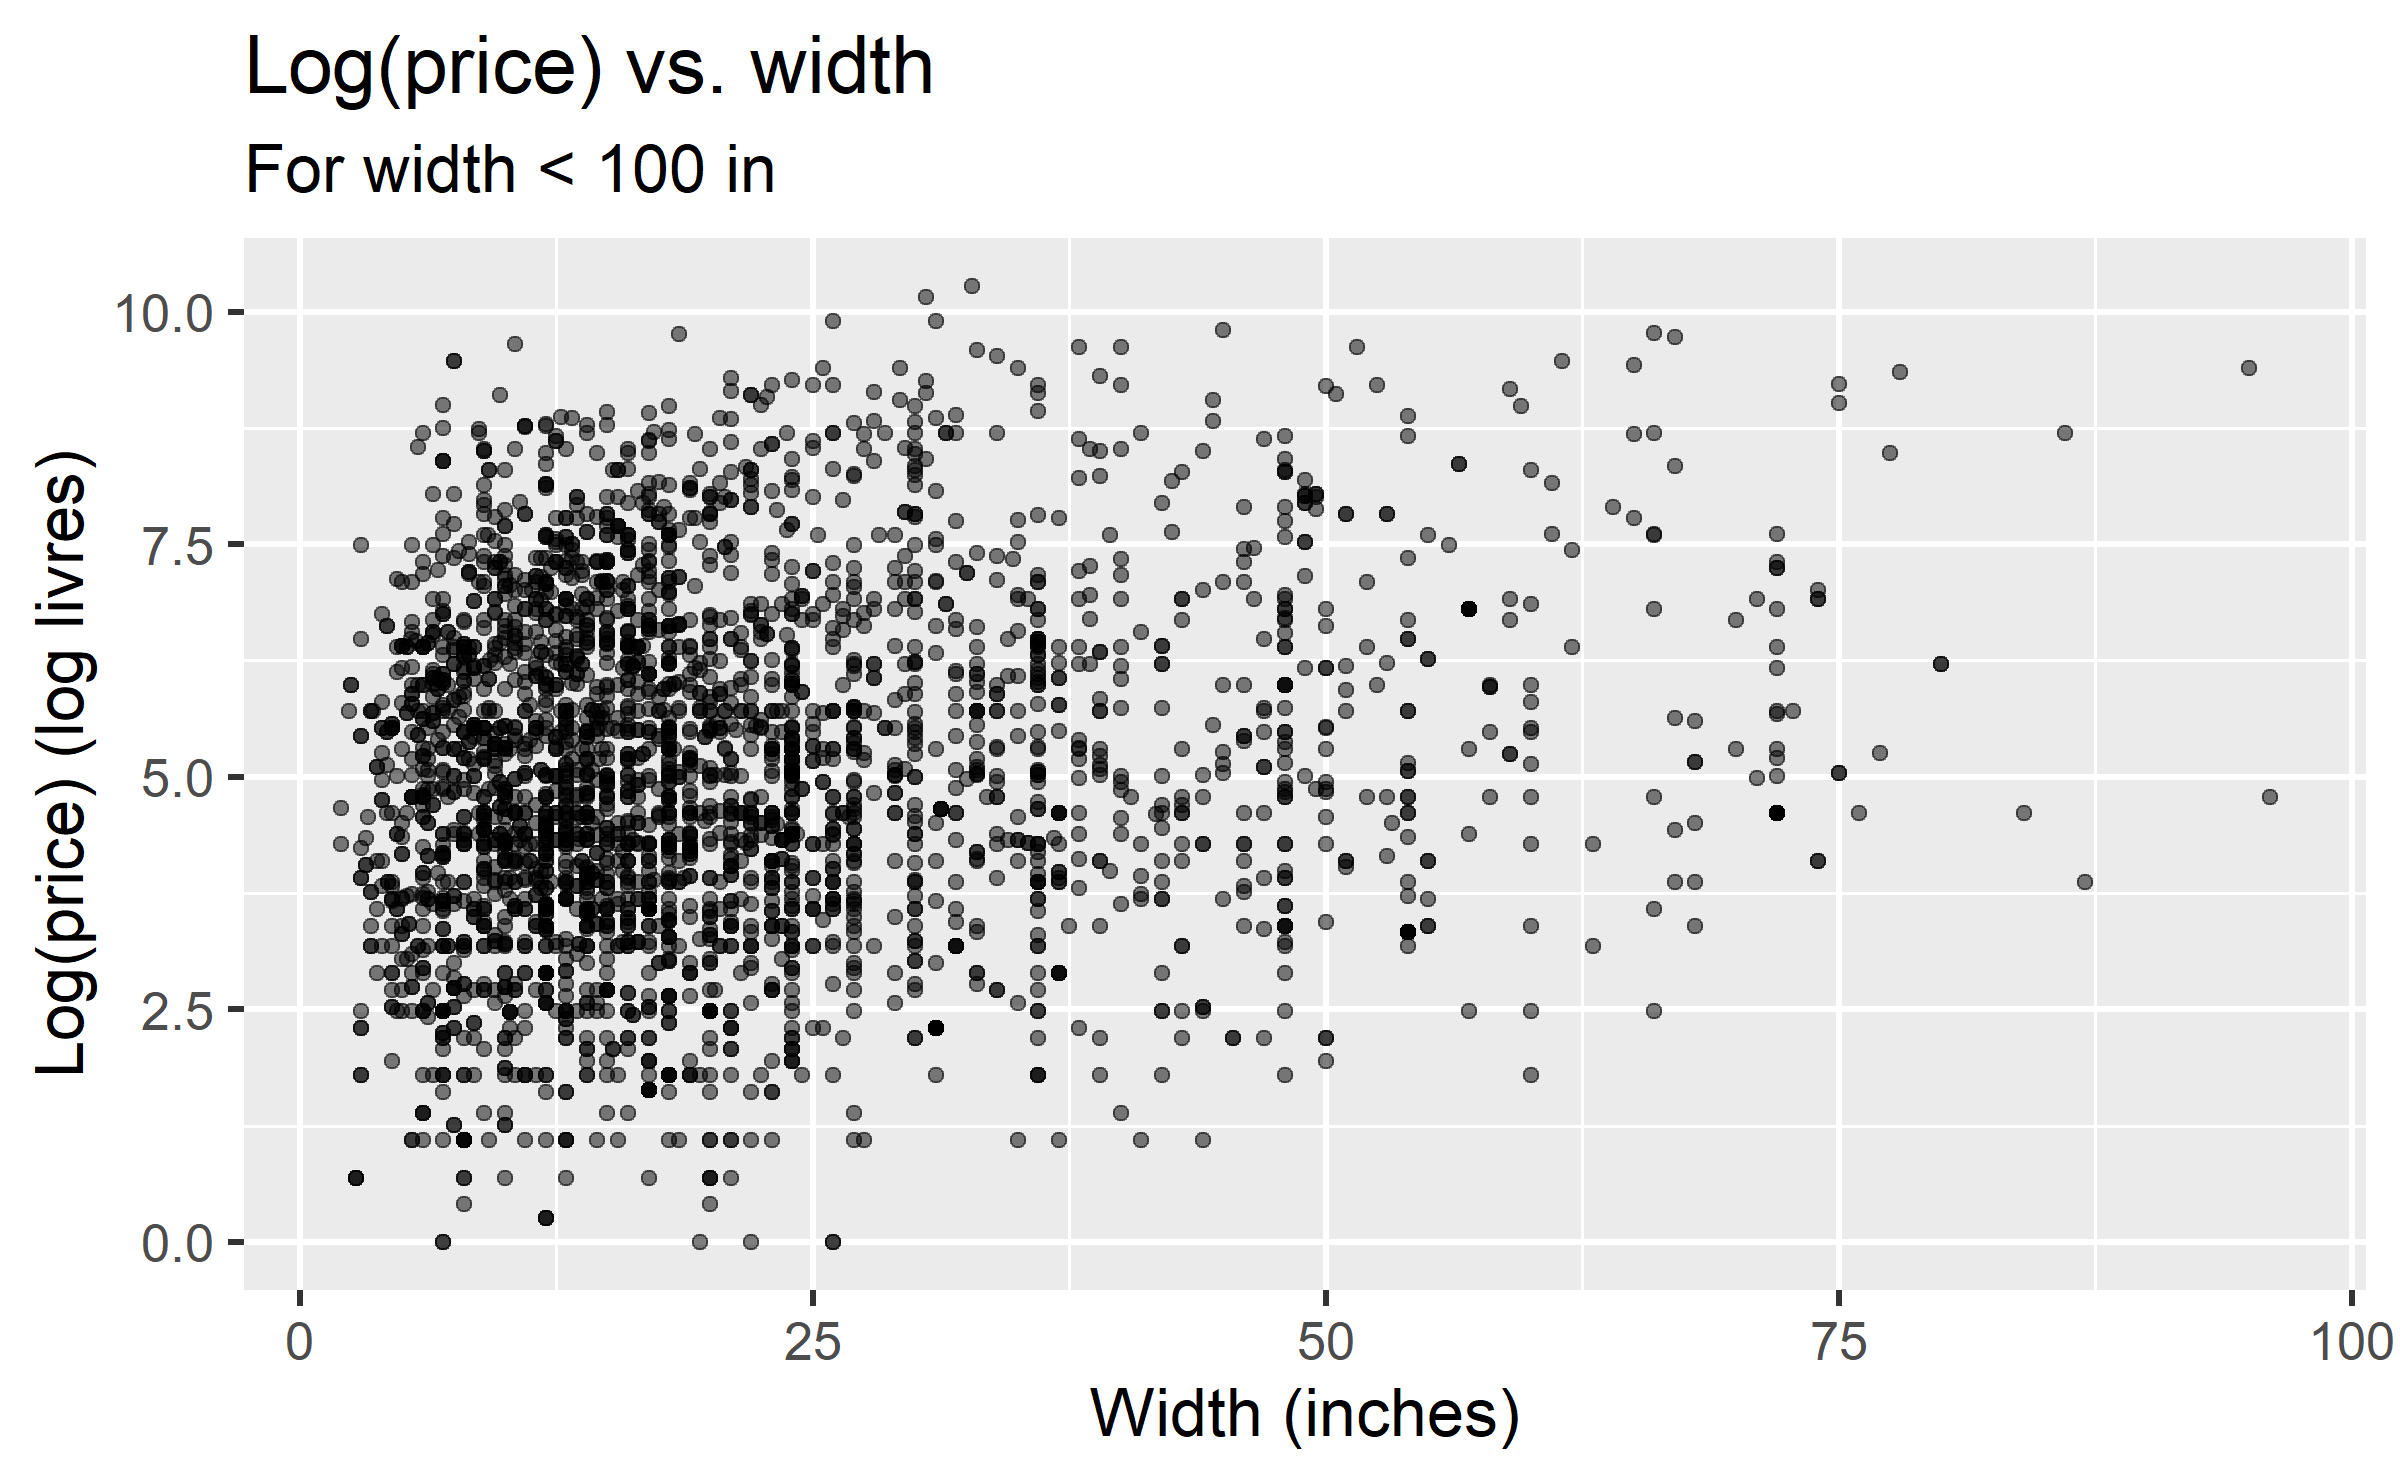 Log(price) vs. width
For width < 100 in
Log(price) (log livres)
10.0
7.5
5.0
2.5
0.0
0 25 50 75 100
Width (inches)